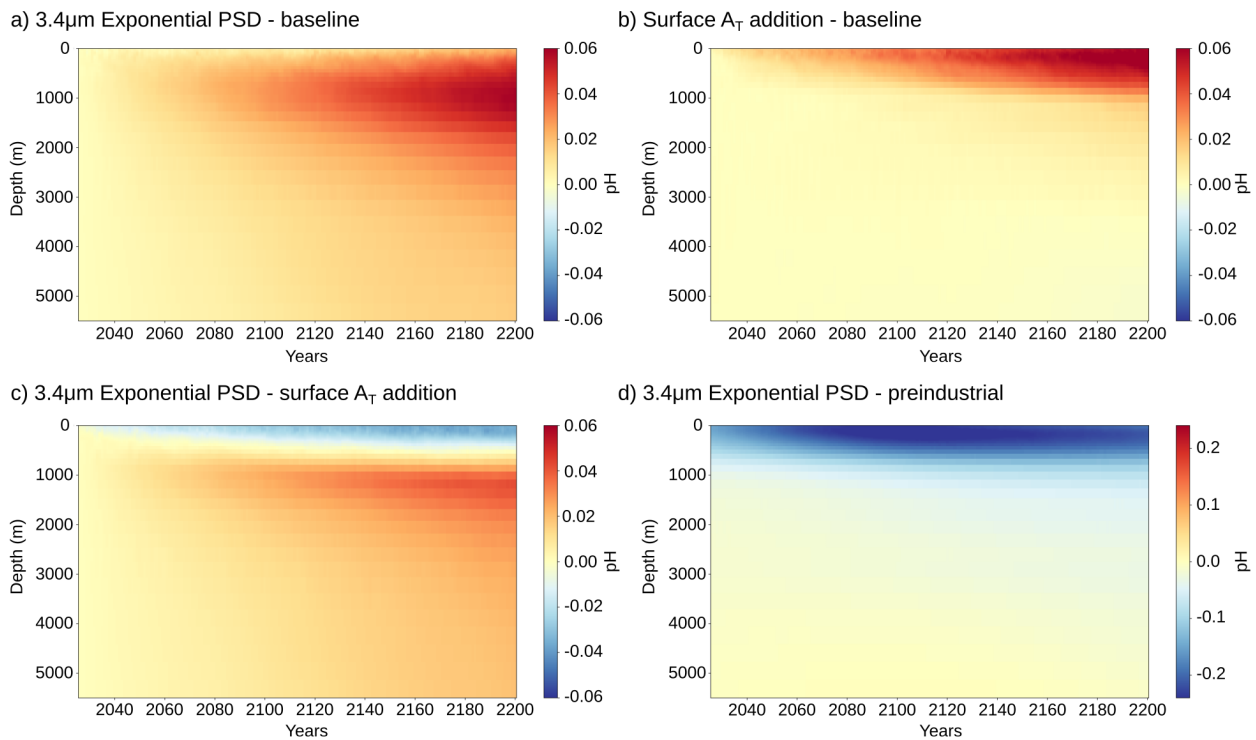 a) 3.4µm Exponential PSD - baseline
0
1000
2000
3000
4000
5000
Depth (m)
2040 2060 2080 2100 2120 2140 2160 2180 2200
Years
0.06
0.04
0.02
0.00
-0.02
-0.04
-0.06
pH
b) Surface AT addition - baseline
0
1000
2000
3000
4000
5000
Depth (m)
2040 2060 2080 2100 2120 2140 2160 2180 2200
Years
0.06
0.04
0.02
0.00
-0.02
-0.04
-0.06
pH
c) 3.4µm Exponential PSD - surface AT addition
0
1000
2000
3000
4000
5000
Depth (m)
2040 2060 2080 2100 2120 2140 2160 2180 2200
Years
0.06
0.04
0.02
0.00
-0.02
-0.04
-0.06
pH
d) 3.4µm Exponential PSD - preindustrial
0
1000
2000
3000
4000
5000
Depth (m)
2040 2060 2080 2100 2120 2140 2160 2180 2200
Years
0.2
0.1
0.0
-0.1
-0.2
pH